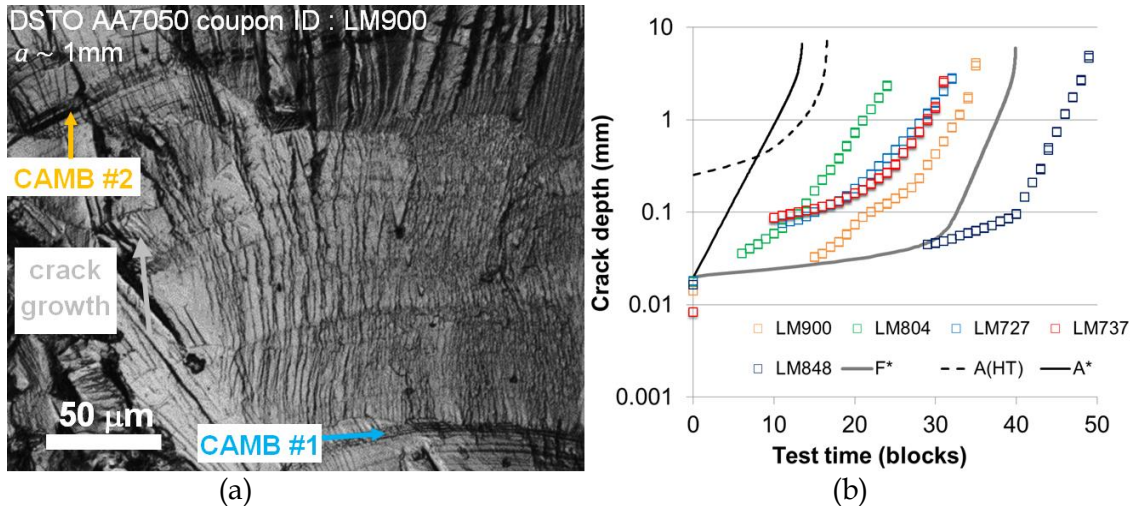 DSTO AA7050 coupon ID : LM900
a ~ 1mm
CAMB #2
crack
growth
50 μm
CAMB #1
(a)
(b)
Crack depth (mm)
10
1
0.1
0.01
0.001
LM900 LM804 LM727 LM737
LM848 F* A(HT) A*
0 10 20 30 40 50
Test time (blocks)